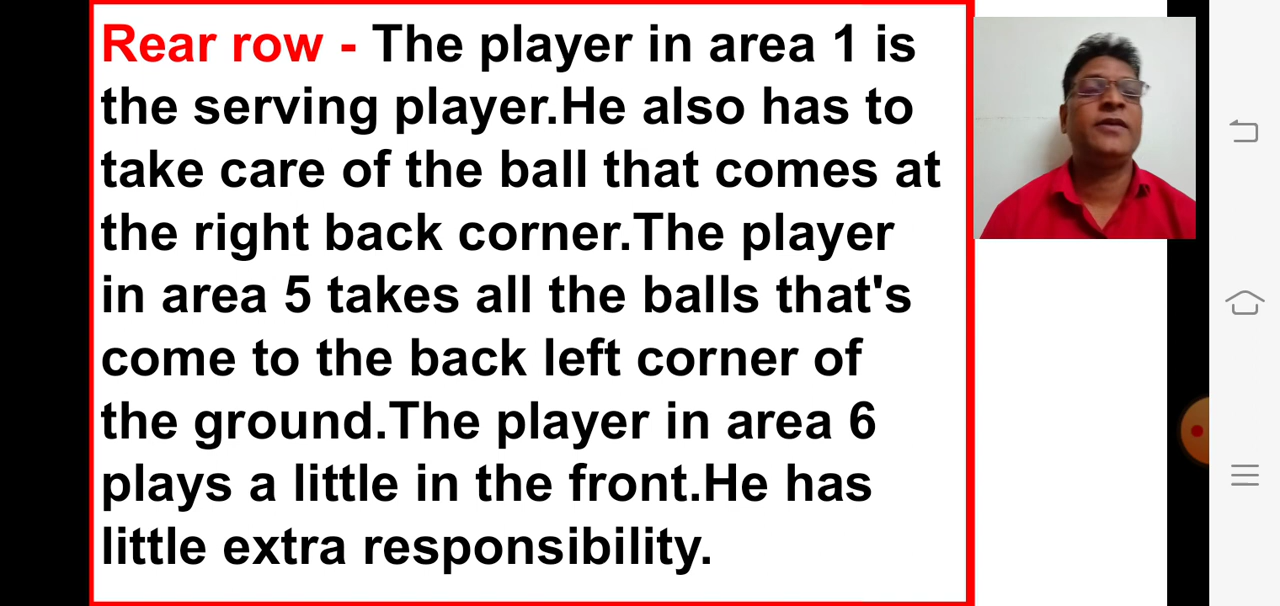 Rear row - The player in area 1 is
the serving player.He also has to
take care of the ball that comes at
the right back corner.The player
in area 5 takes all the balls that's
come to the back left corner of
the ground.The player in area 6
plays a little in the front.He has
little extra responsibility.